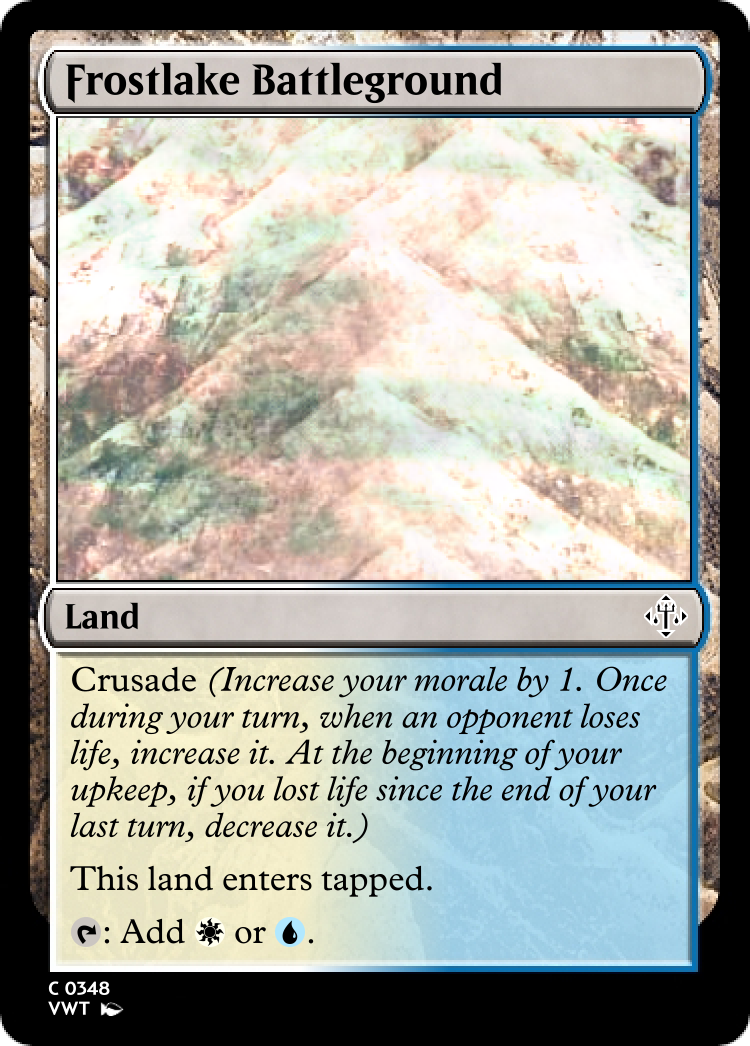 Frostlake Battleground
Land
Crusade (Increase your morale by 1. Once
during your turn, when an opponent loses
life, increase it. At the beginning of your
upkeep, if you lost life since the end of your
last turn, decrease it.)
This land enters tapped.
: Add or .
C 0348
VWT